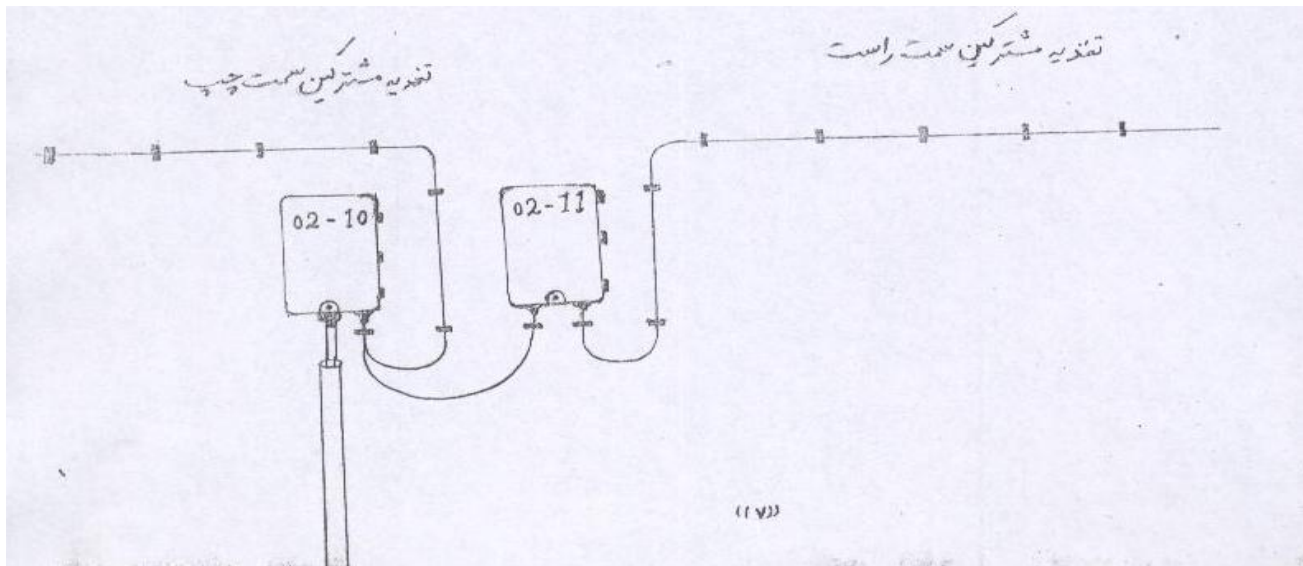 تغذیه مشترکین سمت راست
تغذیه مشترکین سمت چپ
02-10
02-11
((۱۷))